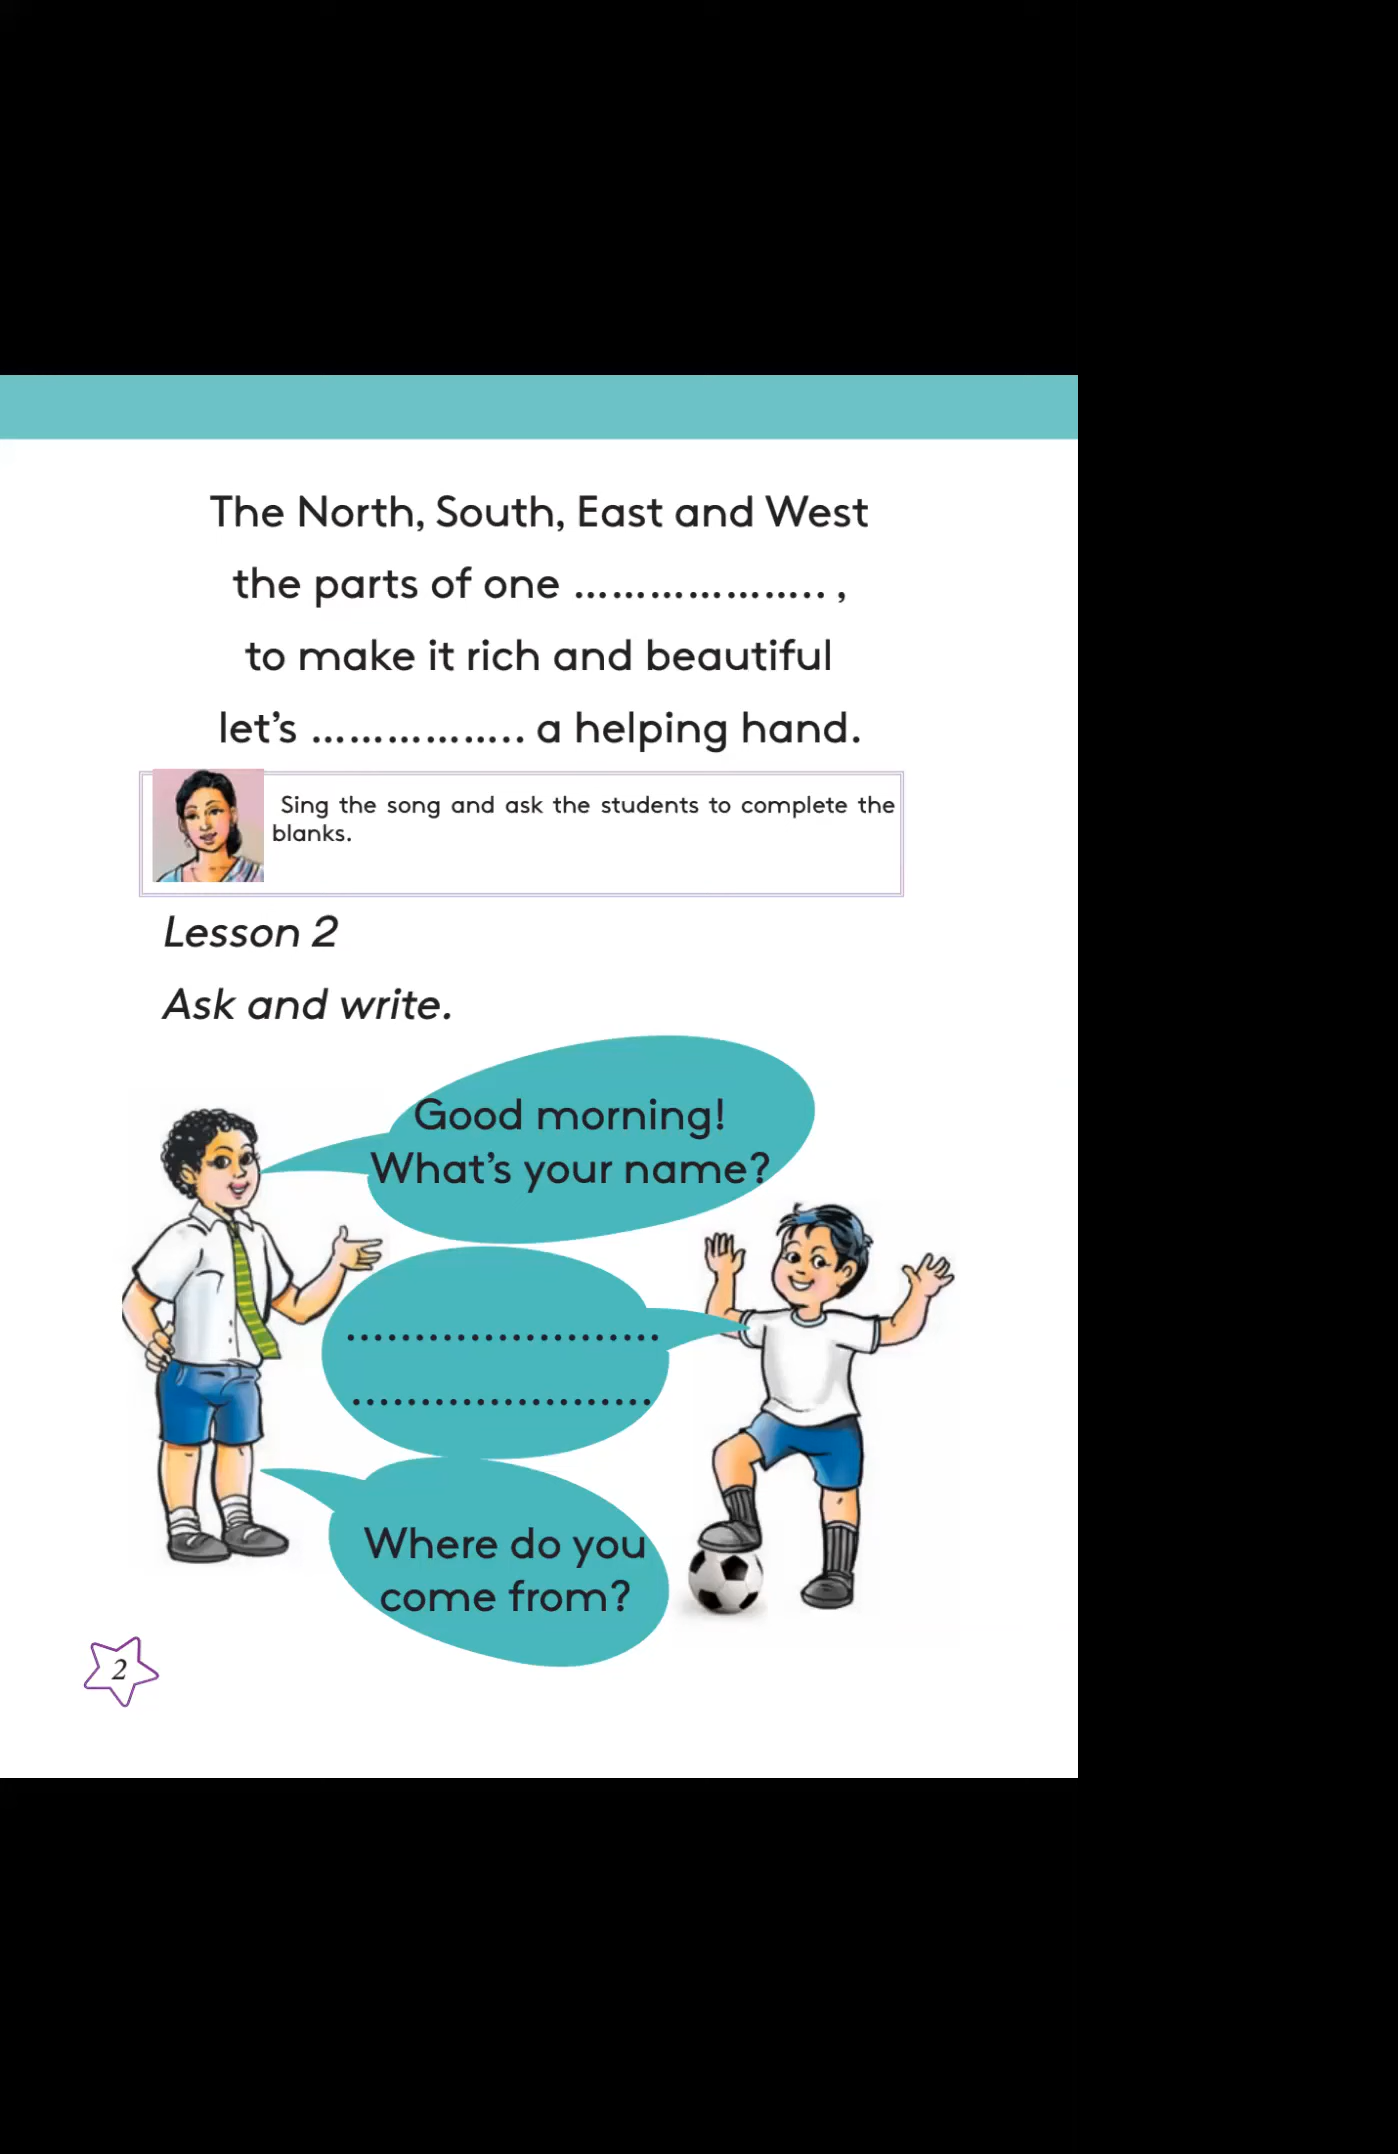 The North, South, East and West
the parts of one ………………….. ,
to make it rich and beautiful
let’s …………….. a helping hand.
Sing the song and ask the students to complete the
blanks.
Lesson 2
Ask and write.
Good morning!
What’s your name?
.......................
......................
Where do you
come from?
2